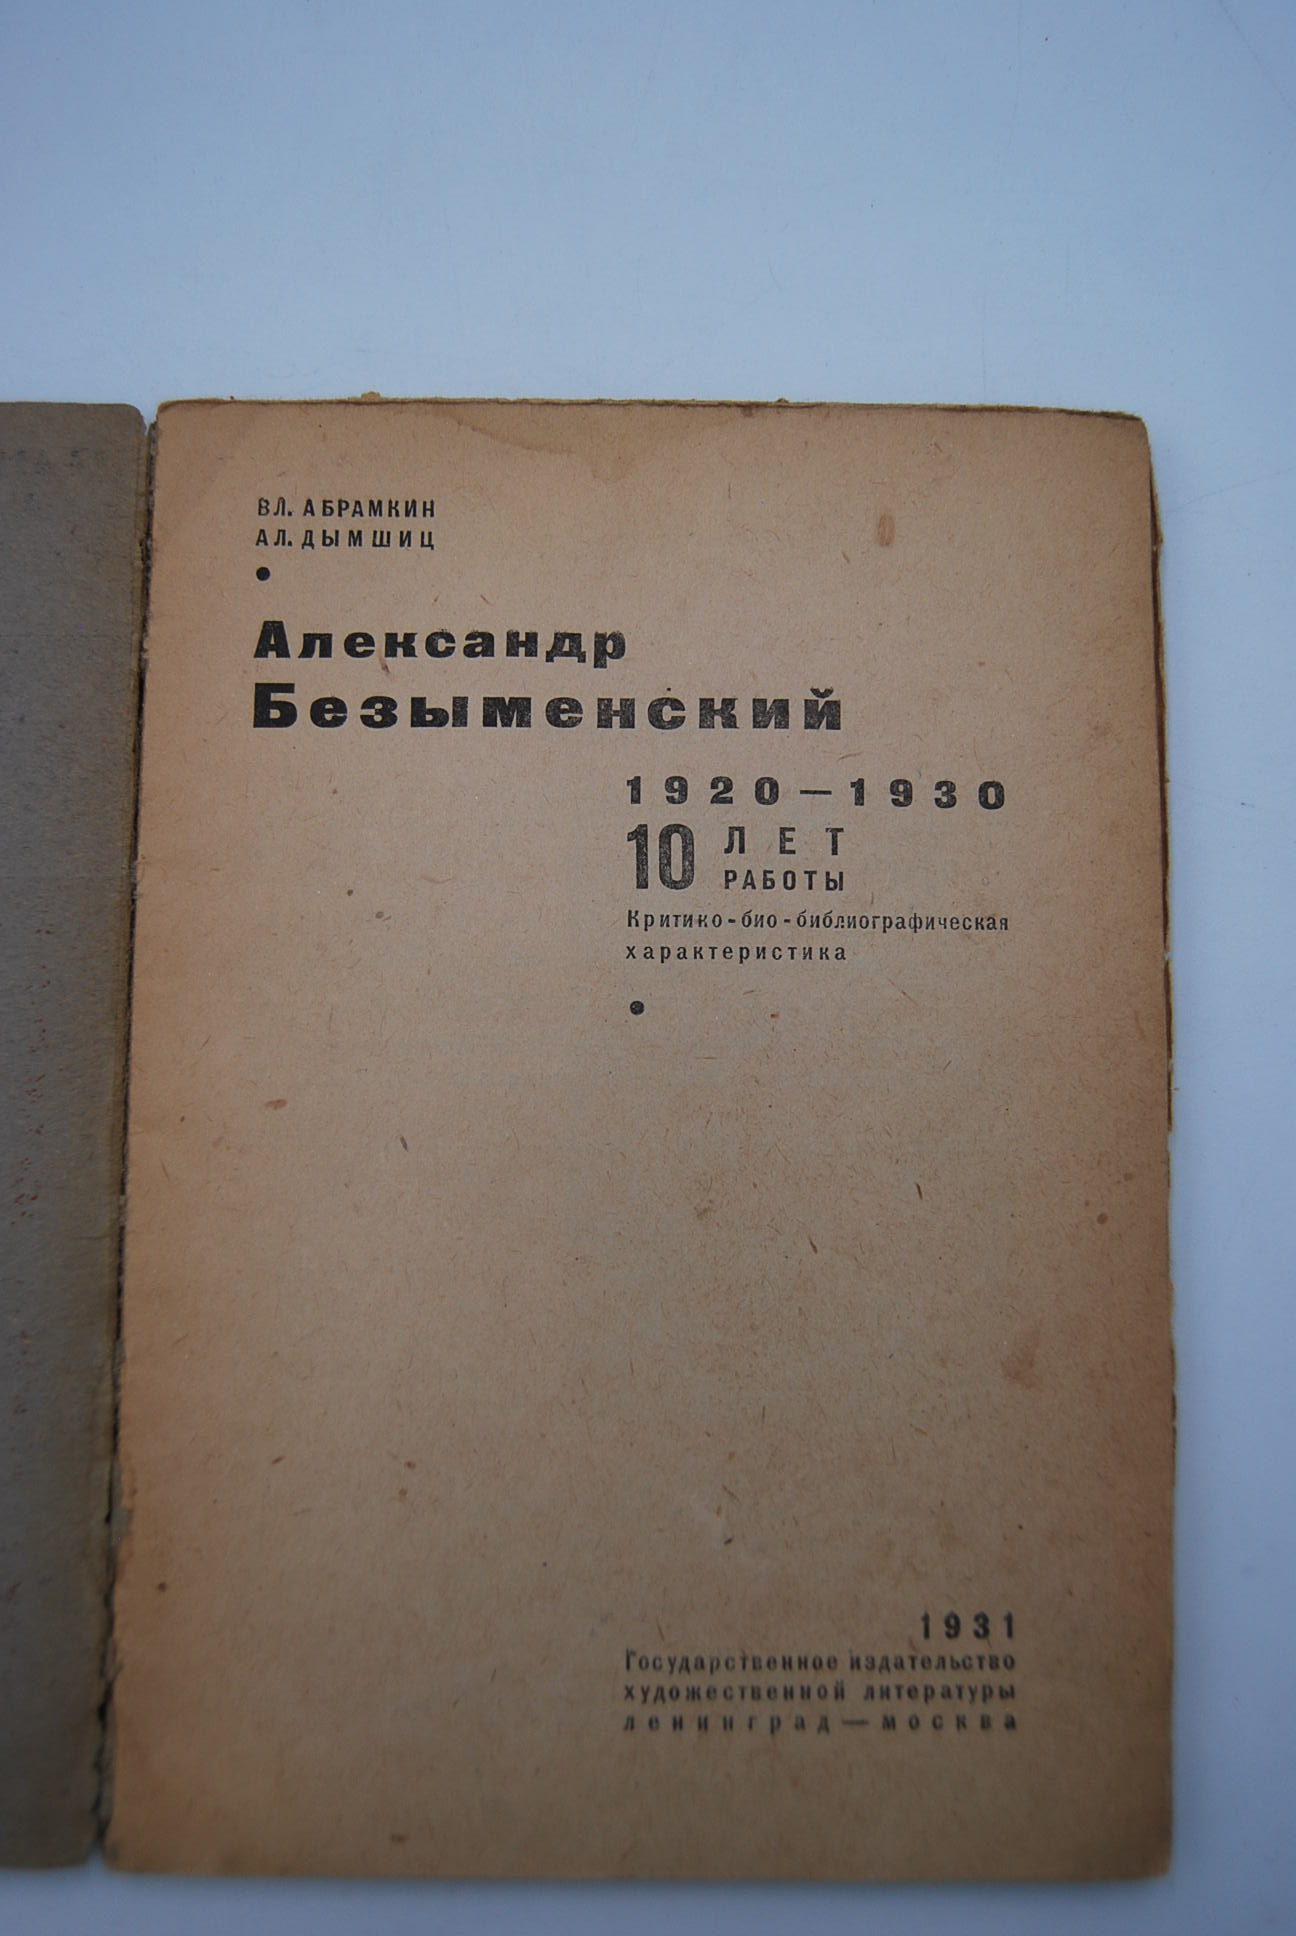 ВЛ. АБРАМКИН
АЛ. ДЫМШИЦ
Александр
Безыменский
1920—1930
10 ЛЕТ
РАБОТЫ
Критико-био-библиографическая
характеристика
1931
Государственное издательство
художественной литературы
ленинград—москва